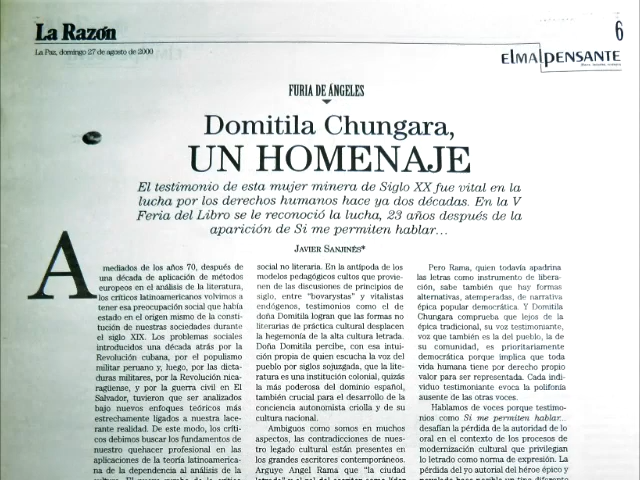 La Razón
La Paz, domingo 27 de agosto de 2000
6
ELMALPENSANTE
FURIA DE ÁNGELES
Domitila Chungara,
UN HOMENAJE
El testimonio de esta mujer minera de Siglo XX fue vital en la
lucha por los derechos humanos hace ya dos décadas. En la V
Feria del Libro se le reconoció la lucha, 23 años después de la
aparición de Si me permiten hablar...
JAVIER SANJINÉS*
A mediados de los años 70, después de
una década de aplicación de métodos
europeos en el análisis de la literatura,
los críticos latinoamericanos volvimos a
tener esa preocupación social que había
estado en el origen mismo de la consti-
tución de nuestras sociedades durante
el siglo XIX. Los problemas sociales
introducidos una década atrás por la
Revolución cubana, por el populismo
militar peruano y, luego, por las dicta-
duras militares, por la Revolución nica-
ragüense, y por la guerra civil en El
Salvador, tuvieron que ser analizados
bajo nuevos enfoques teóricos más
estrechamente ligados a nuestra lace-
rante realidad. De este modo, los críti-
cos debimos buscar los fundamentos de
nuestro quehacer profesional en las
aplicaciones de la teoría latinoamerica-
na de la dependencia al análisis de la
social no literaria. En la antípoda de los
modelos pedagógicos cultos que provie-
nen de las discusiones de principios de
siglo, entre "bovarystas" y vitalistas
endógenos, testimonios como el de
doña Domitila logran que las formas no
literarias de práctica cultural desplacen
la hegemonía de la alta cultura letrada.
Doña Domitila percibe, con esa intui-
ción propia de quien escucha la voz del
pueblo por siglos sojuzgada, que la lite-
ratura es una institución colonial, quizás
la más poderosa del dominio español,
también crucial para el desarrollo de la
conciencia autonomista criolla y de su
cultura nacional.
Ambiguos como somos en muchos
aspectos, las contradicciones de nues-
tro legado cultural están presentes en
los grandes escritores contemporáneos.
Arguye Angel Rama que "la ciudad
Pero Rama, quien todavía apadrina
las letras como instrumento de libera-
ción, sabe también que hay formas
alternativas, atemperadas, de narrativa
épica popular democrática. Y Domitila
Chungara comprueba que lejos de la
épica tradicional, su voz testimoniante,
voz que también es la del pueblo, la de
su comunidad, es prioritariamente
democrática porque implica que toda
vida humana tiene por derecho propio
valor para ser representada. Cada indi-
viduo testimoniante evoca la polifonía
ausente de las otras voces.
Hablamos de voces porque testimo-
nios como Si me permiten hablar...
desafían la pérdida de la autoridad de lo
oral en el contexto de los procesos de
modernización cultural que privilegian
lo letrado como norma de expresión. La
pérdida del yo autorial del héroe épico y